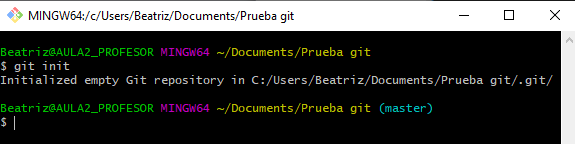 MINGW64:/c/Users/Beatriz/Documents/Prueba git
Beatriz@AULA2_PROFESOR MINGW64 ~/Documents/Prueba git
$ git init
Initialized empty Git repository in C:/Users/Beatriz/Documents/Prueba git/.git/
Beatriz@AULA2_PROFESOR MINGW64 ~/Documents/Prueba git (master)
$